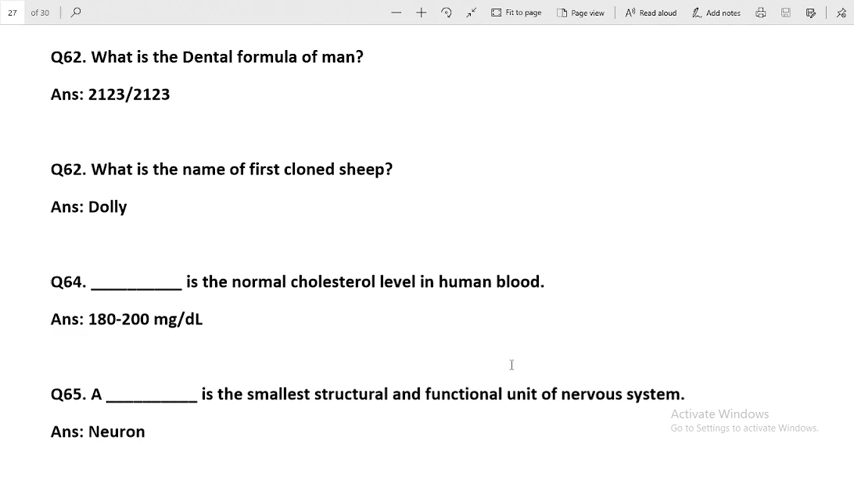 27 of 30 Fit to page Page view Read aloud Add notes
Q62. What is the Dental formula of man?
Ans: 2123/2123
Q62. What is the name of first cloned sheep?
Ans: Dolly
Q64. __________ is the normal cholesterol level in human blood.
Ans: 180-200 mg/dL
Q65. A __________ is the smallest structural and functional unit of nervous system.
Activate Windows
Go to Settings to activate Windows.
Ans: Neuron